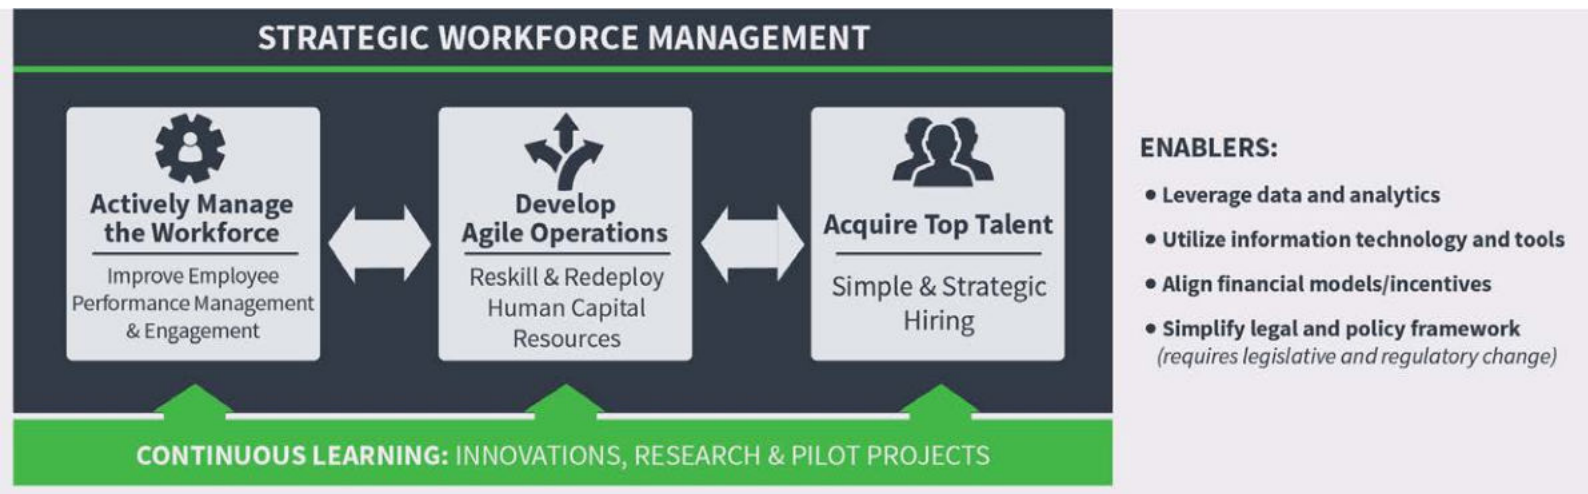 STRATEGIC WORKFORCE MANAGEMENT
Actively Manage
the Workforce
Improve Employee
Performance Management
& Engagement
Develop
Agile Operations
Reskill & Redeploy
Human Capital
Resources
Acquire Top Talent
Simple & Strategic
Hiring
CONTINUOUS LEARNING: INNOVATIONS, RESEARCH & PILOT PROJECTS
ENABLERS:
• Leverage data and analytics
• Utilize information technology and tools
• Align financial models/incentives
• Simplify legal and policy framework
(requires legislative and regulatory change)